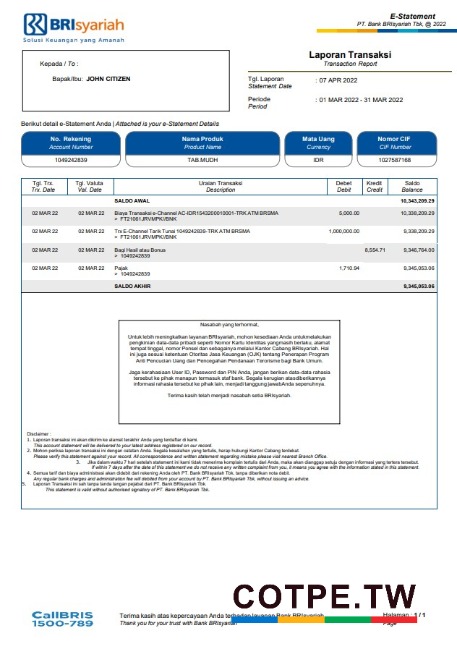 BRIsyariah
Solusi Keuangan yang Amanah
E-Statement
PT. Bank BRIsyariah Tbk, @ 2022
Kepada / To :
Bapak/Ibu: JOHN CITIZEN
Laporan Transaksi
Transaction Report
Tgl. Laporan : 07 APR 2022
Statement Date
Periode : 01 MAR 2022 - 31 MAR 2022
Period
Berikut detail e-Statement Anda | Attached is your e-Statement Details
No. Rekening Nama Produk Mata Uang Nomor CIF
Account Number Product Name Currency CIF Number
1049242839 TAB.MUDH IDR 1027587168
Tgl. Trx. Tgl. Valuta Uraian Transaksi Debet Kredit Saldo
Trx. Date Val. Date Description Debit Credit Balance
SALDO AWAL 10,343,209.29
02 MAR 22 02 MAR 22 Biaya Transaksi e-Channel AC-IDR1543200010001-TRK ATM BRSMA 5,000.00 10,338,209.29
> FT21061JRVMPK\BNK
02 MAR 22 02 MAR 22 Trx E-Channel Tarik Tunai 1049242839-TRK ATM BRSMA 1,000,000.00 9,338,209.29
> FT21061JRVMPK\BNK
02 MAR 22 02 MAR 22 Bagi Hasil atau Bonus 8,554.71 9,346,764.00
> 1049242839
02 MAR 22 02 MAR 22 Pajak 1,710.94 9,345,053.06
> 1049242839
SALDO AKHIR 9,345,053.06
Nasabah yang terhormat,
Untuk lebih meningkatkan layanan BRIsyariah, mohon kesediaan Anda untuk melakukan
pengkinian data-data pribadi seperti Nomor Kartu Identitas yang masih berlaku, alamat
tempat tinggal, nomor Ponsel dan sebagainya melalui Kantor Cabang BRIsyariah. Hal
ini juga sesuai ketentuan Otoritas Jasa Keuangan (OJK) tentang Penerapan Program
Anti Pencucian Uang dan Pencegahan Pendanaan Terorisme bagi Bank Umum.
Jaga kerahasiaan User ID, Password dan PIN Anda, jangan berikan data-data rahasia
tersebut ke pihak manapun termasuk staf bank. Segala kerugian atas diberikannya
informasi rahasia tersebut ke pihak lain, menjadi tanggung jawab Anda sepenuhnya.
Terima kasih telah menjadi nasabah setia BRIsyariah.
Disclaimer :
1. Laporan transaksi ini akan dikirim ke alamat terakhir Anda yang terdaftar di kami.
This account statement will be delivered to your latest address registered on our record.
2. Mohon periksa laporan transaksi ini dengan catatan Anda. Segala kesalahan yang terkait, harap hubungi Kantor Cabang terdekat
Please verify this statement against your record. All correspondence and written statement regarding mistake please visit nearest Branch Office.
3. Jika dalam waktu 7 hari setelah statement ini kami tidak menerima komplain tertulis dari Anda, maka akan dianggap setuju dengan informasi yang tertera tersebut.
If within 7 days after the date of this statement we do not receive any written complaint from you, it means you agree with the information stated in this statement.
4. Semua tarif dan biaya administrasi akan didebit dari rekening Anda oleh PT. Bank BRIsyariah Tbk. tanpa diberikan nota debit.
Any regular bank charges and administration fee will debited from your account by PT. Bank BRIsyariah Tbk. without issuing an advice.
5. Laporan Transaksi ini sah tanpa tanda tangan pejabat dari PT. Bank BRIsyariah Tbk.
This statement is valid without authorised signatory of PT. Bank BRIsyariah Tbk.
COTPE.TW
CallBRIS
1500-789
Terima kasih atas kepercayaan Anda terhadap layanan Bank BRIsyariah Halaman : 1 / 1
Thank you for your trust with Bank BRIsyariah Page